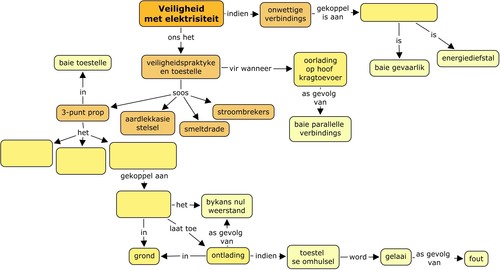 Veiligheid
met elektrisiteit
indien
onwettige
verbindings
gekoppel
is aan
ons het
is
is
baie toestelle
veiligheidspraktyke
en toestelle
vir wanneer
oorlading
op hoof
kragtoevoer
baie gevaarlik
energiediefstal
in
soos
as gevolg
van
3-punt prop
aardlekkasie
stelsel
smeltdrade
stroombrekers
baie parallelle
verbindings
het
gekoppel aan
het
bykans nul
weerstand
in
laat toe
as gevolg
van
grond
in
ontlading
indien
toestel
se omhulsel
word
gelaai
as gevolg
van
fout